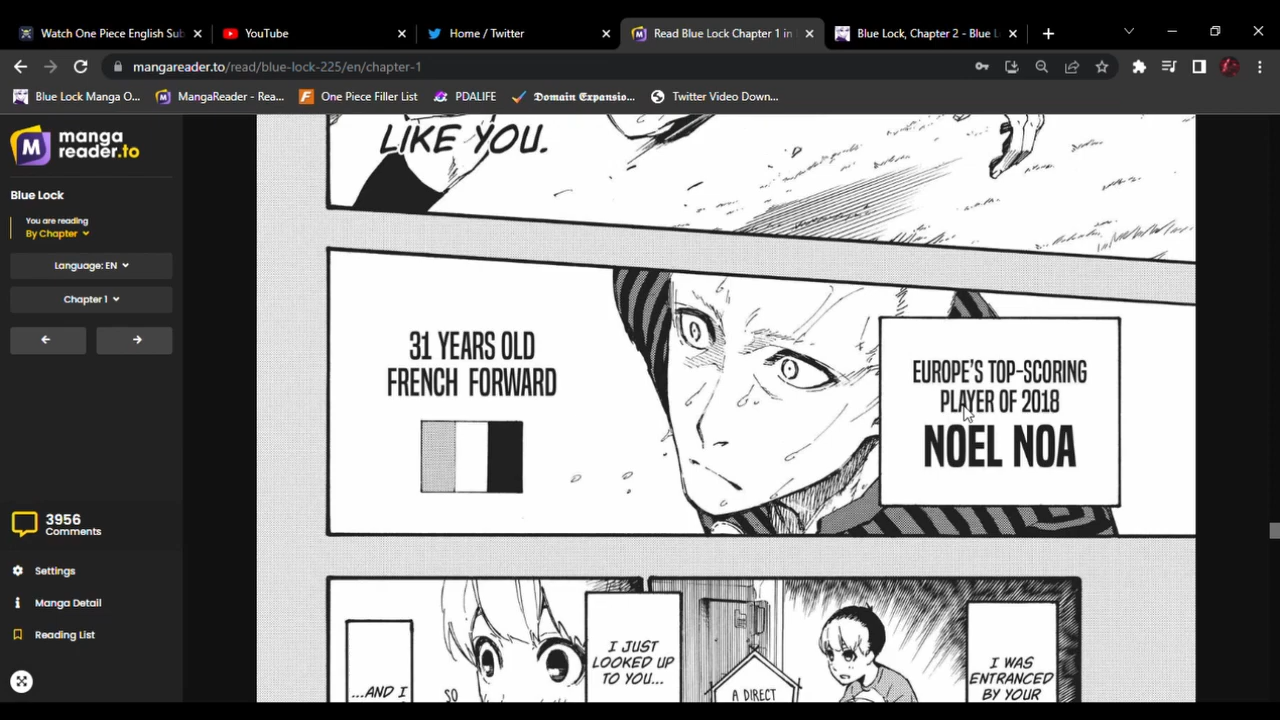 Watch One Piece English Sub
YouTube
Home / Twitter
Read Blue Lock Chapter 1 in
Blue Lock, Chapter 2 - Blue L
mangareader.to/read/blue-lock-225/en/chapter-1
Blue Lock Manga O...
MangaReader - Rea...
One Piece Filler List
PDALIFE
𝕯𝖔𝖒𝖆𝖎𝖓 𝕰𝖝𝖕𝖆𝖓𝖘𝖎𝖔...
Twitter Video Down...
manga
reader.to
Blue Lock
You are reading
By Chapter
Language: EN
Chapter 1
3956
Comments
Settings
Manga Detail
Reading List
LIKE YOU.
31 YEARS OLD
FRENCH FORWARD
EUROPE'S TOP-SCORING
PLAYER OF 2018
NOEL NOA
...AND I
SO
I JUST
LOOKED UP
TO YOU...
A DIRECT
I WAS
ENTRANCED
BY YOUR